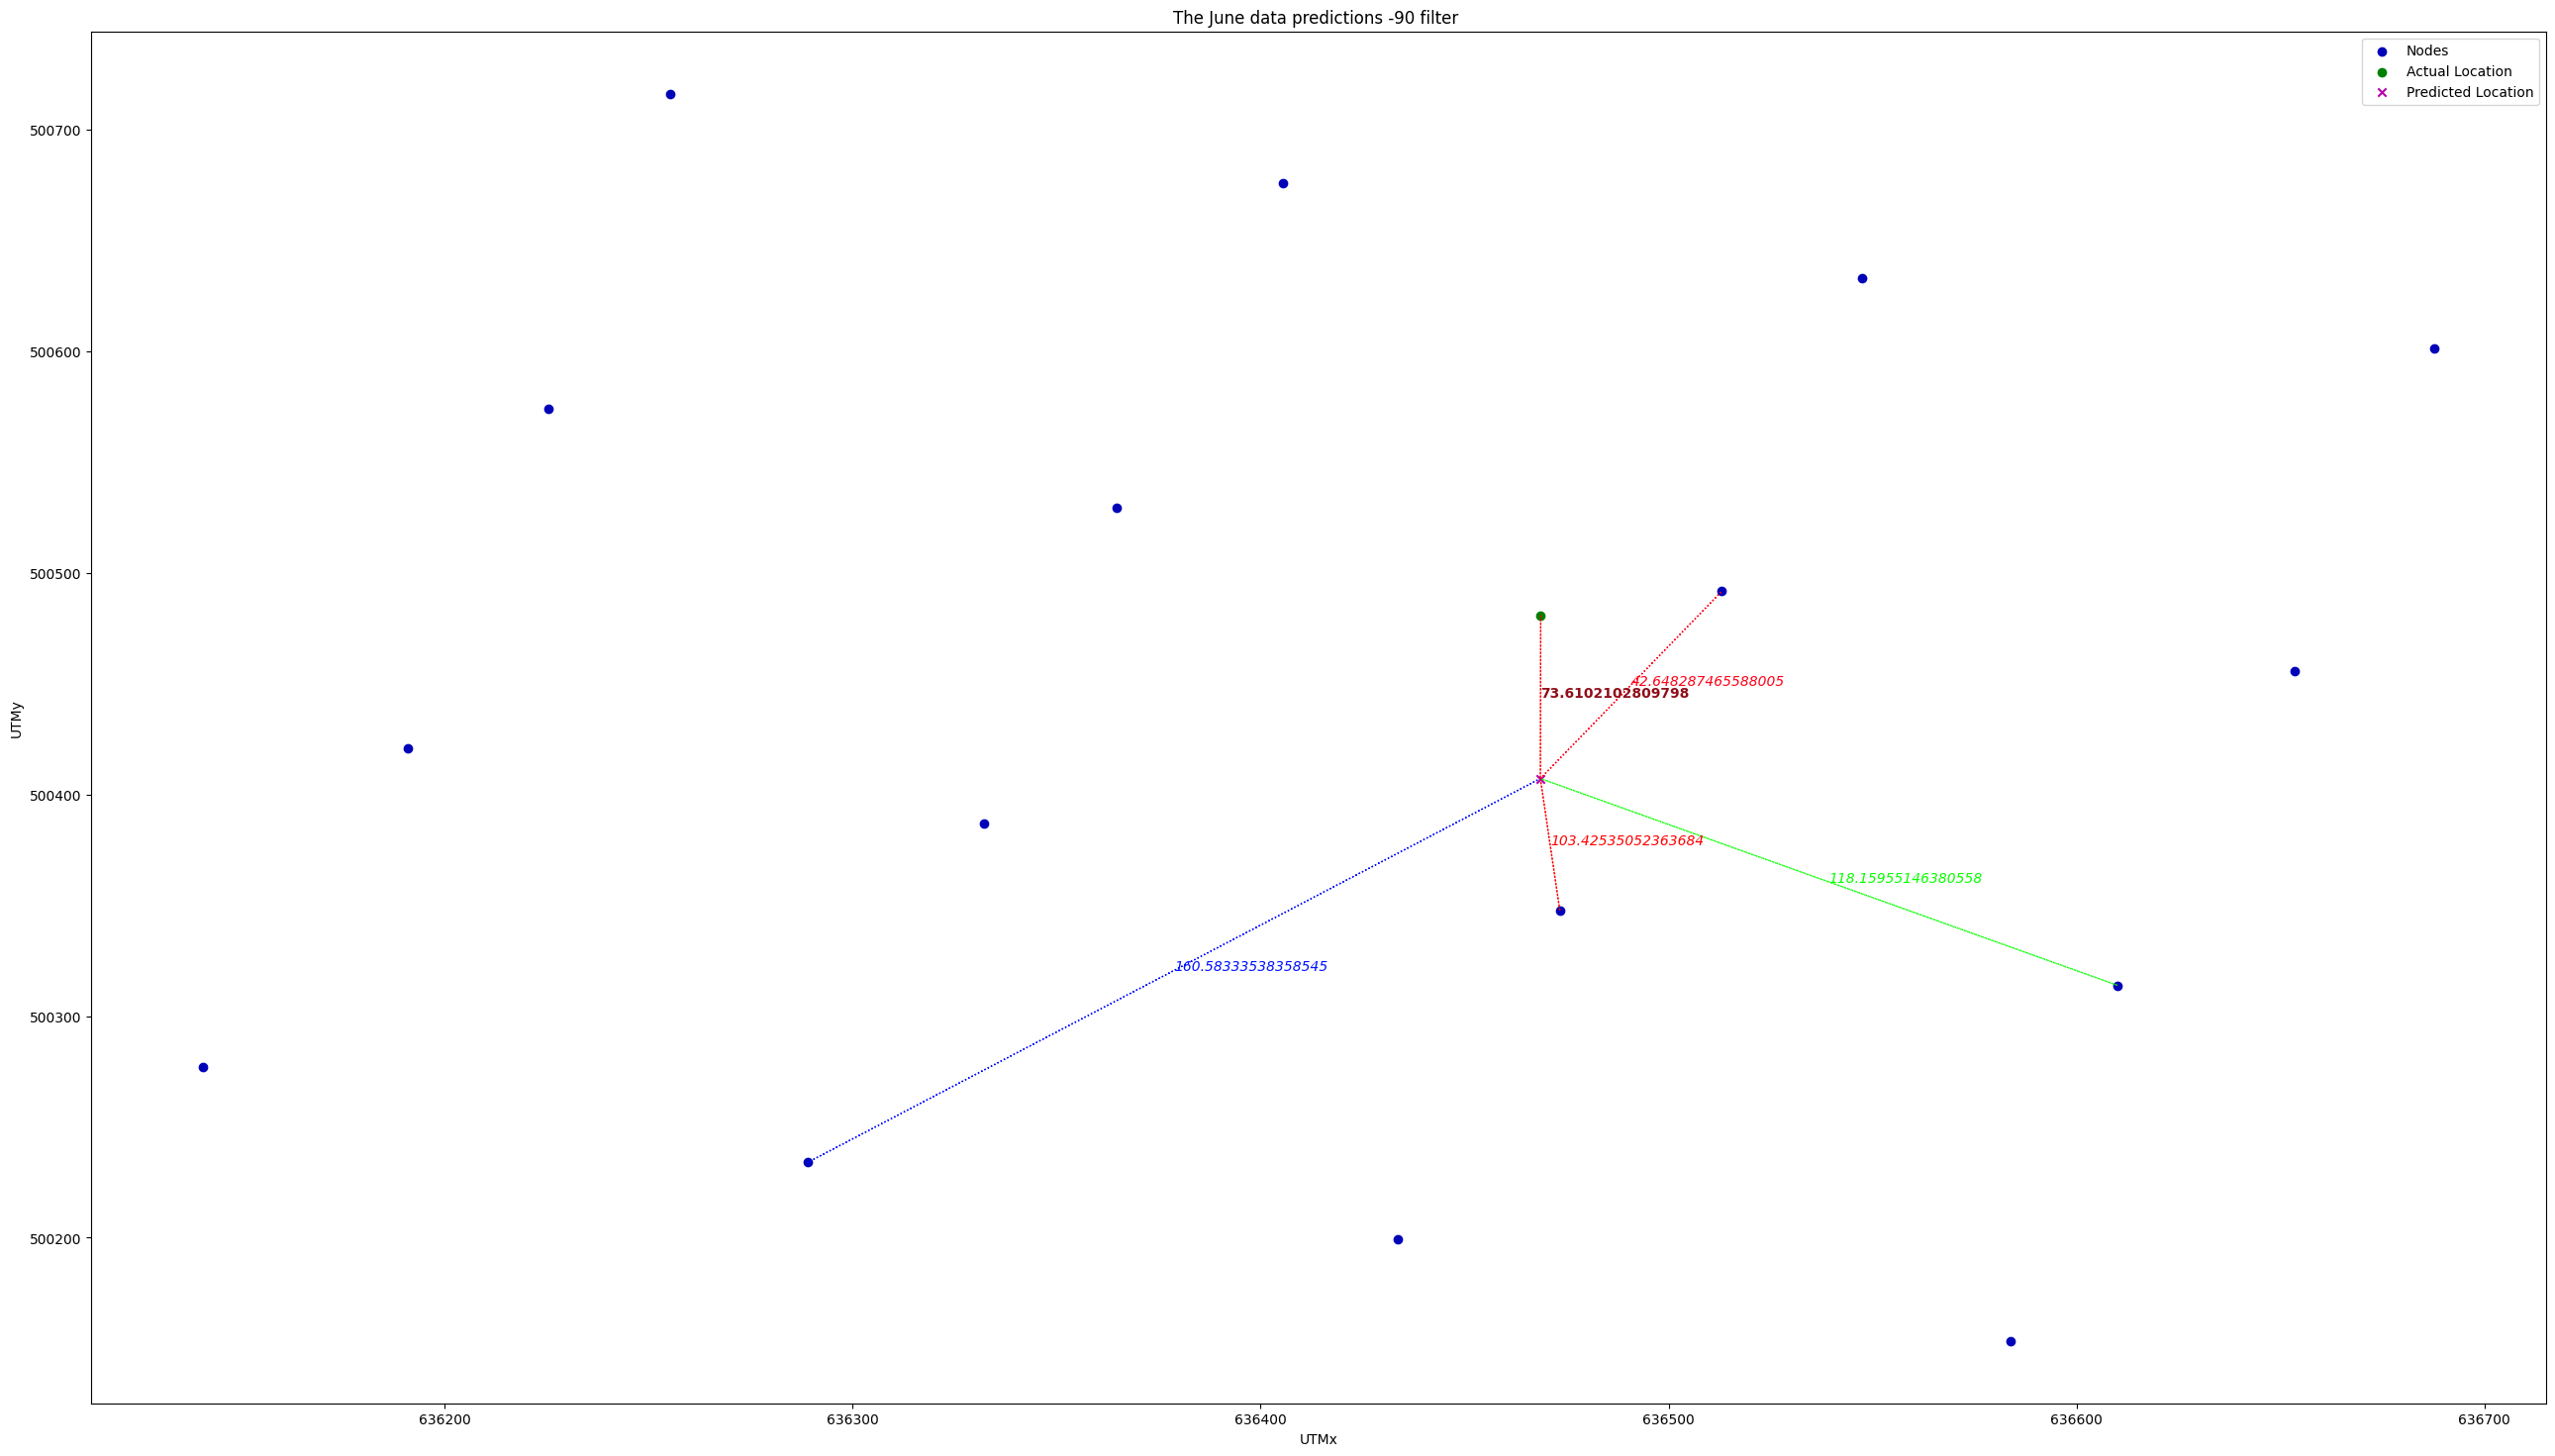 The June data predictions -90 filter
Nodes
Actual Location
Predicted Location
500700
500600
500500
500400
500300
500200
UTMy
42.648287465588005
73.6102102809798
103.42535052363684
118.15955146380558
160.58333538358545
636200 636300 636400 636500 636600 636700
UTMx